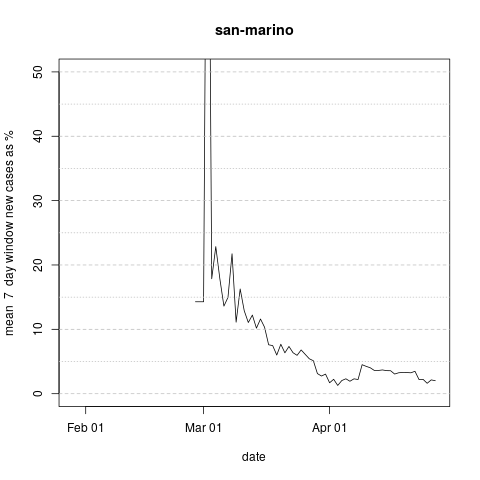 san-marino
mean  7  day window new cases as %
50
40
30
20
10
0
Feb 01
Mar 01
Apr 01
date